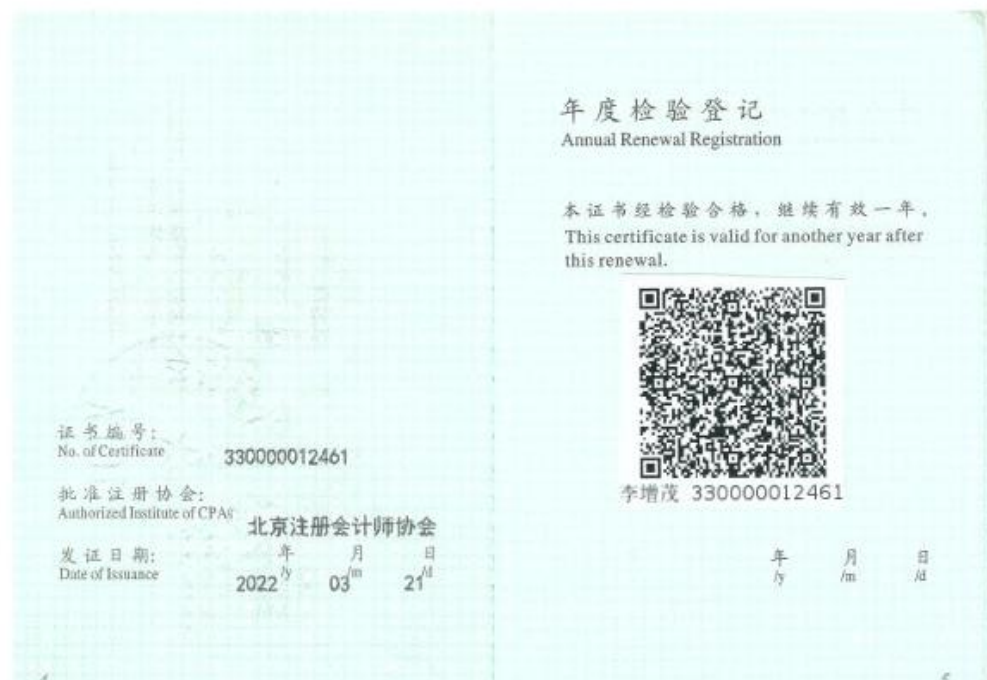 证书编号:
No. of Certificate
330000012461
批准注册协会:
Authorized Institute of CPAs
北京注册会计师协会
发证日期:
Date of Issuance
2022 年/y 03 月/m 21 日/d
4
年度检验登记
Annual Renewal Registration
本证书经检验合格，继续有效一年。
This certificate is valid for another year after
this renewal.
李增茂 330000012461
年 月 日
/y /m /d
5